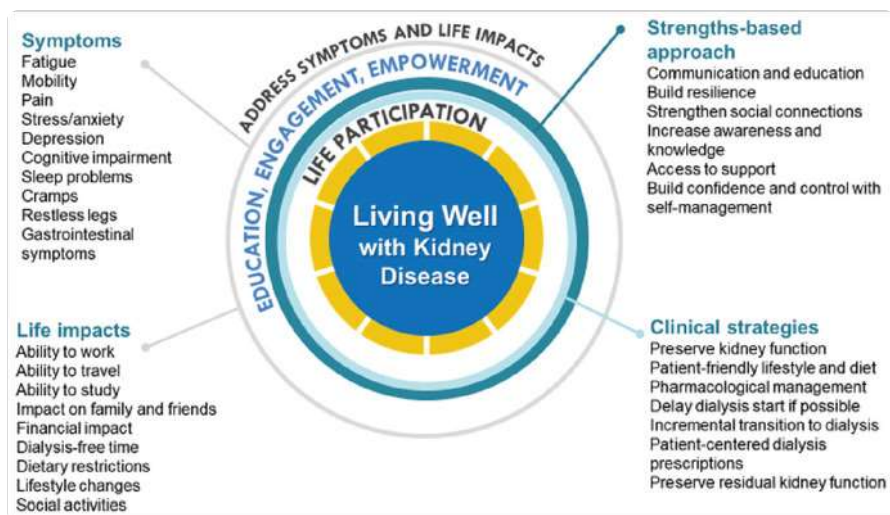 Symptoms
Fatigue
Mobility
Pain
Stress/anxiety
Depression
Cognitive impairment
Sleep problems
Cramps
Restless legs
Gastrointestinal
symptoms
Life impacts
Ability to work
Ability to travel
Ability to study
Impact on family and friends
Financial impact
Dialysis-free time
Dietary restrictions
Lifestyle changes
Social activities
ADDRESS SYMPTOMS AND LIFE IMPACTS
EDUCATION, ENGAGEMENT, EMPOWERMENT
LIFE PARTICIPATION
Living Well
with Kidney
Disease
Strengths-based
approach
Communication and education
Build resilience
Strengthen social connections
Increase awareness and
knowledge
Access to support
Build confidence and control with
self-management
Clinical strategies
Preserve kidney function
Patient-friendly lifestyle and diet
Pharmacological management
Delay dialysis start if possible
Incremental transition to dialysis
Patient-centered dialysis
prescriptions
Preserve residual kidney function